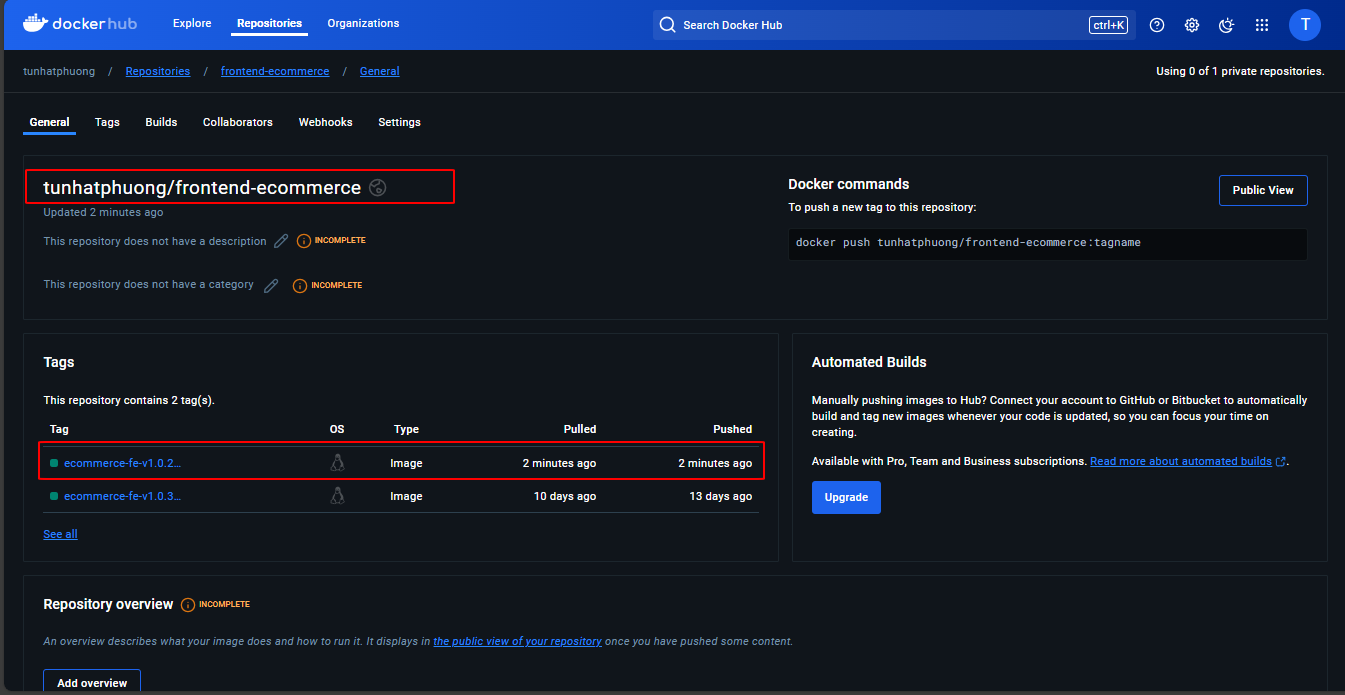 dockerhub Explore Repositories Organizations Search Docker Hub ctrl+K T
tunhatphuong / Repositories / frontend-ecommerce / General Using 0 of 1 private repositories.
General Tags Builds Collaborators Webhooks Settings
tunhatphuong/frontend-ecommerce
Updated 2 minutes ago
This repository does not have a description INCOMPLETE
This repository does not have a category INCOMPLETE
Docker commands
To push a new tag to this repository:
Public View
docker push tunhatphuong/frontend-ecommerce:tagname
Tags
This repository contains 2 tag(s).
Tag OS Type Pulled Pushed
ecommerce-fe-v1.0.2... Image 2 minutes ago 2 minutes ago
ecommerce-fe-v1.0.3... Image 10 days ago 13 days ago
See all
Automated Builds
Manually pushing images to Hub? Connect your account to GitHub or Bitbucket to automatically
build and tag new images whenever your code is updated, so you can focus your time on
creating.
Available with Pro, Team and Business subscriptions. Read more about automated builds.
Upgrade
Repository overview INCOMPLETE
An overview describes what your image does and how to run it. It displays in the public view of your repository once you have pushed some content.
Add overview